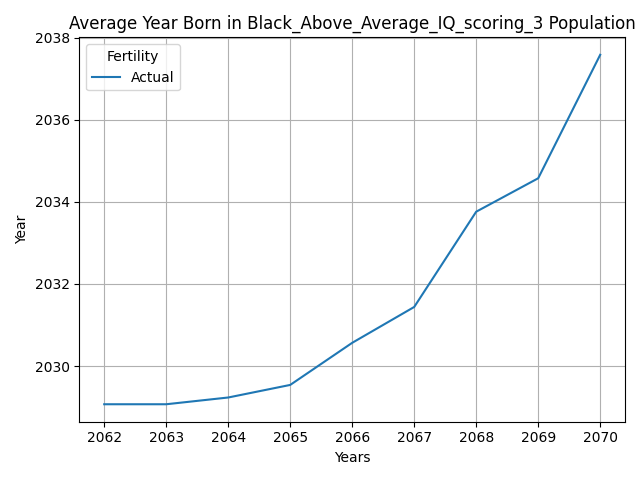 Average Year Born in Black_Above_Average_IQ_scoring_3 Population
Fertility
Actual
2038
2036
2034
2032
2030
Year
2062 2063 2064 2065 2066 2067 2068 2069 2070
Years